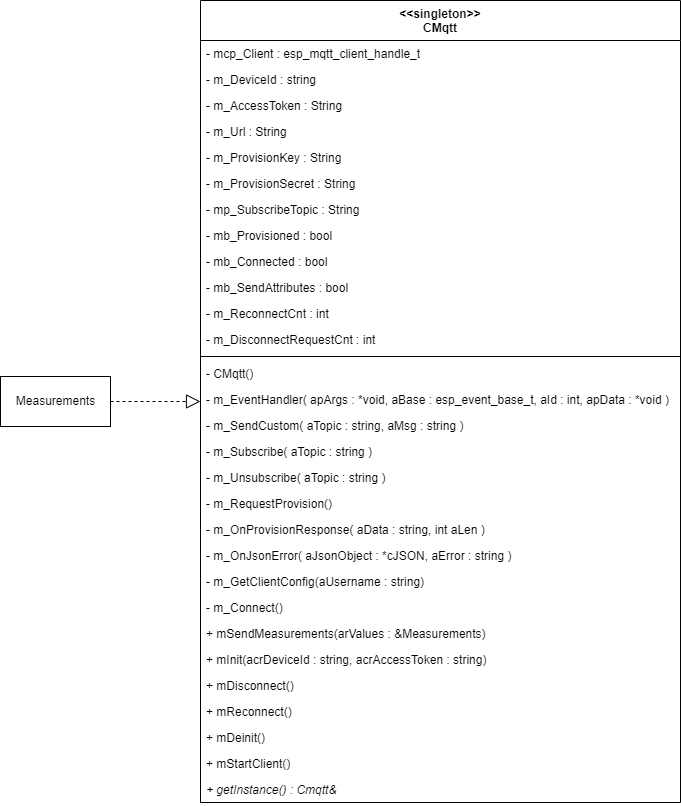 <<singleton>>
CMqtt
- mcp_Client : esp_mqtt_client_handle_t
- m_DeviceId : string
- m_AccessToken : String
- m_Url : String
- m_ProvisionKey : String
- m_ProvisionSecret : String
- mp_SubscribeTopic : String
- mb_Provisioned : bool
- mb_Connected : bool
- mb_SendAttributes : bool
- m_ReconnectCnt : int
- m_DisconnectRequestCnt : int
- CMqtt()
Measurements
- m_EventHandler( apArgs : *void, aBase : esp_event_base_t, aId : int, apData : *void )
- m_SendCustom( aTopic : string, aMsg : string )
- m_Subscribe( aTopic : string )
- m_Unsubscribe( aTopic : string )
- m_RequestProvision()
- m_OnProvisionResponse( aData : string, int aLen )
- m_OnJsonError( aJsonObject : *cJSON, aError : string )
- m_GetClientConfig(aUsername : string)
- m_Connect()
+ mSendMeasurements(arValues : &Measurements)
+ mInit(acrDeviceId : string, acrAccessToken : string)
+ mDisconnect()
+ mReconnect()
+ mDeinit()
+ mStartClient()
+ getInstance() : Cmqtt&